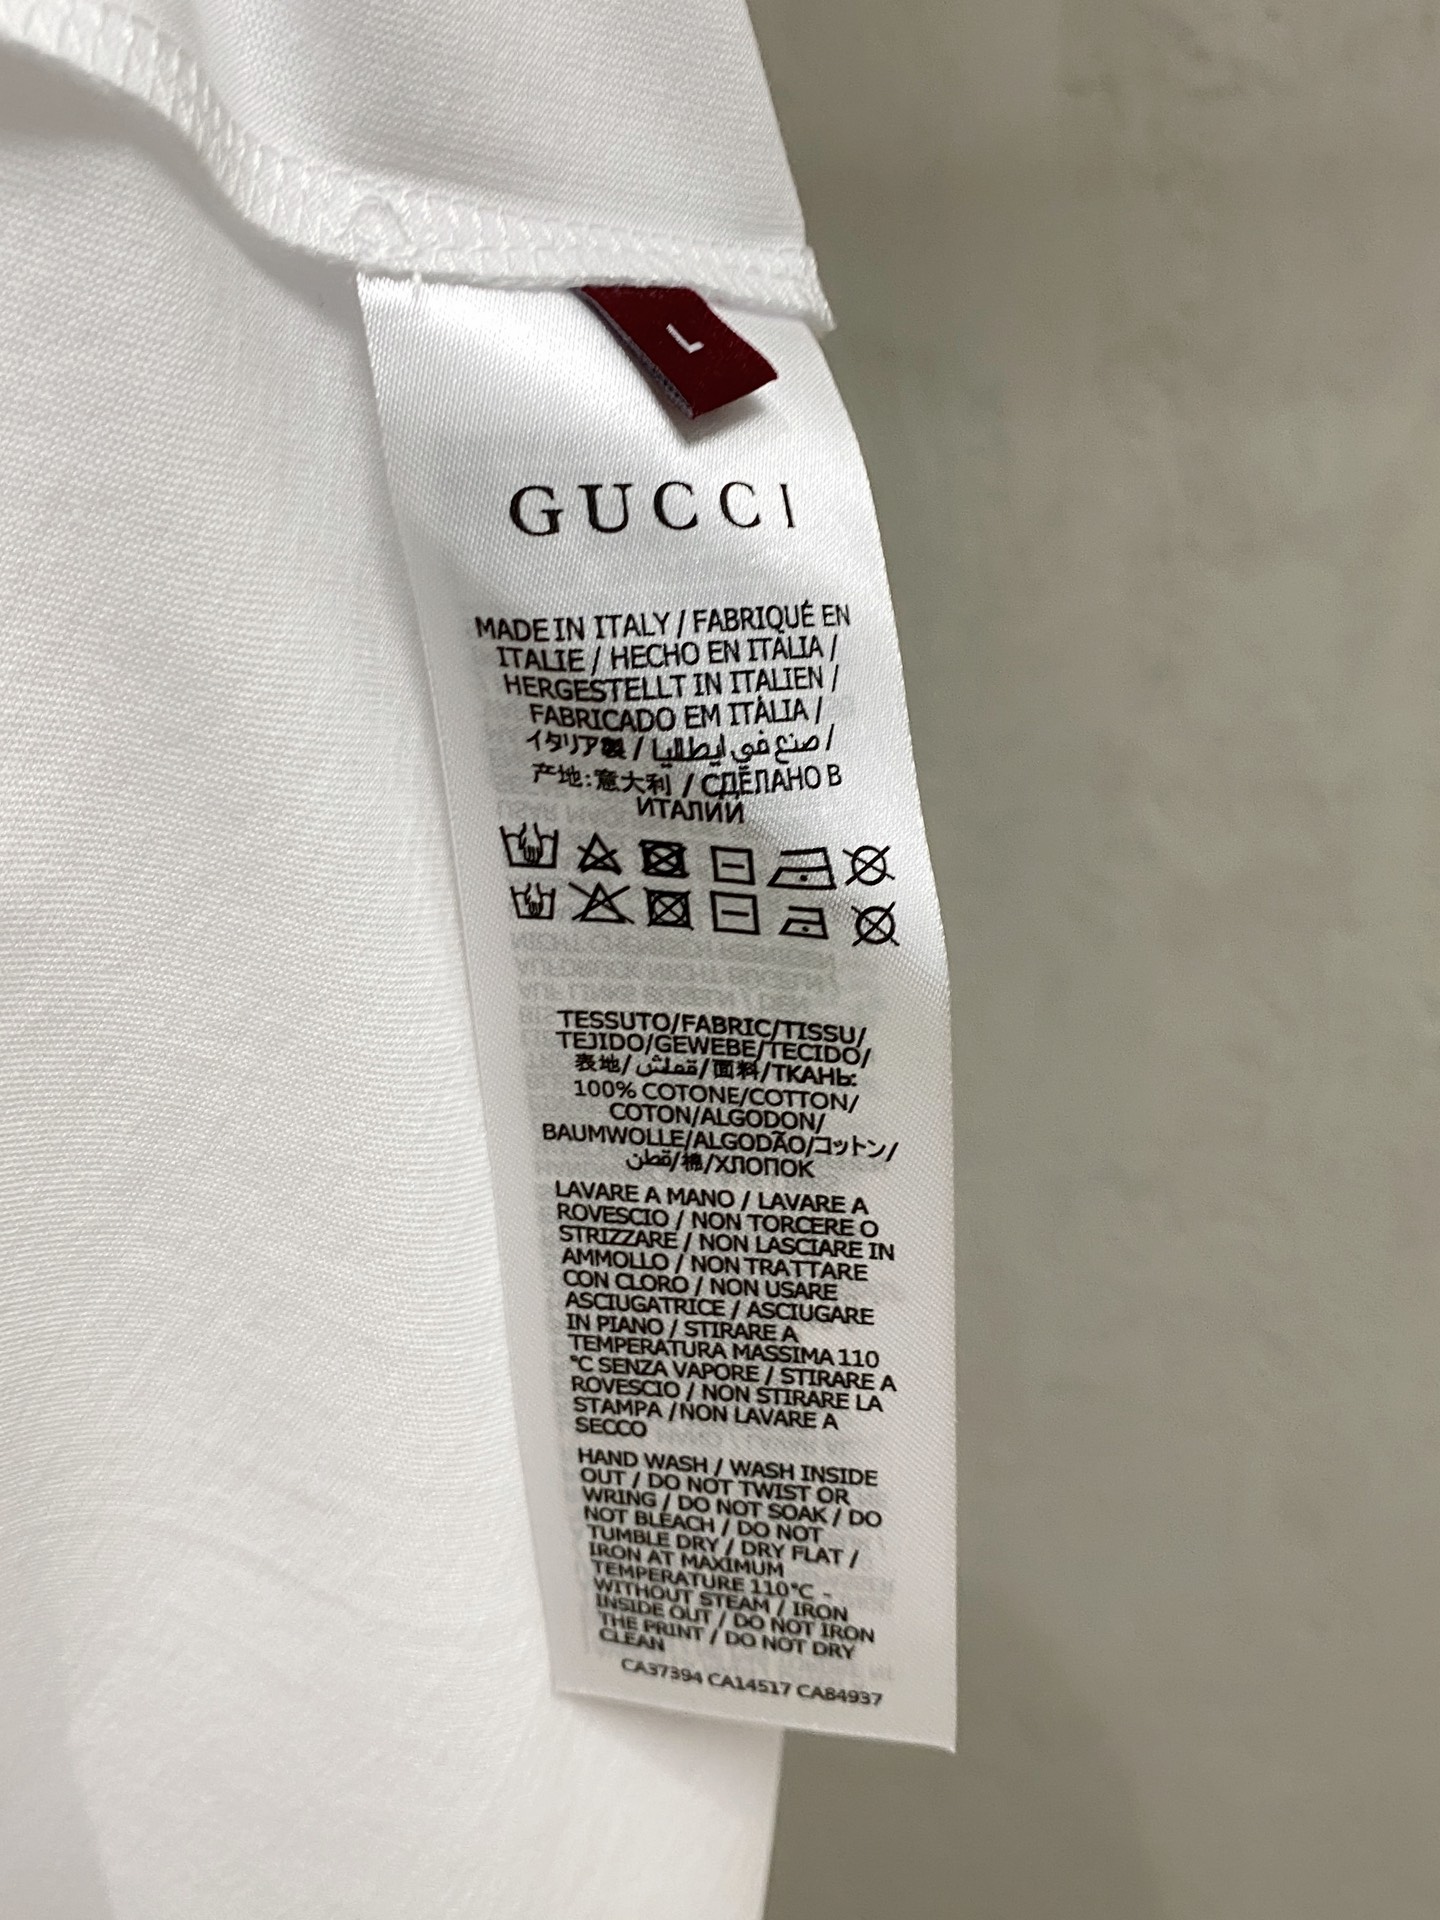 L
GUCCI
MADE IN ITALY / FABRIQUÉ EN
ITALIE / HECHO EN ITALIA /
HERGESTELLT IN ITALIEN /
FABRICADO EM ITÀLIA /
イタリア製 / صنع في ايطاليا /
产地:意大利 / СДЕЛАНО В
ИТАЛИИ
TESSUTO/FABRIC/TISSU/
TEJIDO/GEWEBE/TECIDO/
表地/قماش/面料/ТКАНЬ:
100% COTONE/COTTON/
COTON/ALGODON/
BAUMWOLLE/ALGODÃO/コットン/
قطن/棉/ХЛОПОК
LAVARE A MANO / LAVARE A
ROVESCIO / NON TORCERE O
STRIZZARE / NON LASCIARE IN
AMMOLLO / NON TRATTARE
CON CLORO / NON USARE
ASCIUGATRICE / ASCIUGARE
IN PIANO / STIRARE A
TEMPERATURA MASSIMA 110
°C SENZA VAPORE / STIRARE A
ROVESCIO / NON STIRARE LA
STAMPA /NON LAVARE A
SECCO
HAND WASH / WASH INSIDE
OUT / DO NOT TWIST OR
WRING / DO NOT SOAK / DO
NOT BLEACH / DO NOT
TUMBLE DRY / DRY FLAT /
IRON AT MAXIMUM
TEMPERATURE 110°C -
WITHOUT STEAM / IRON
INSIDE OUT / DO NOT IRON
THE PRINT / DO NOT DRY
CLEAN
CA37394 CA14517 CA84937